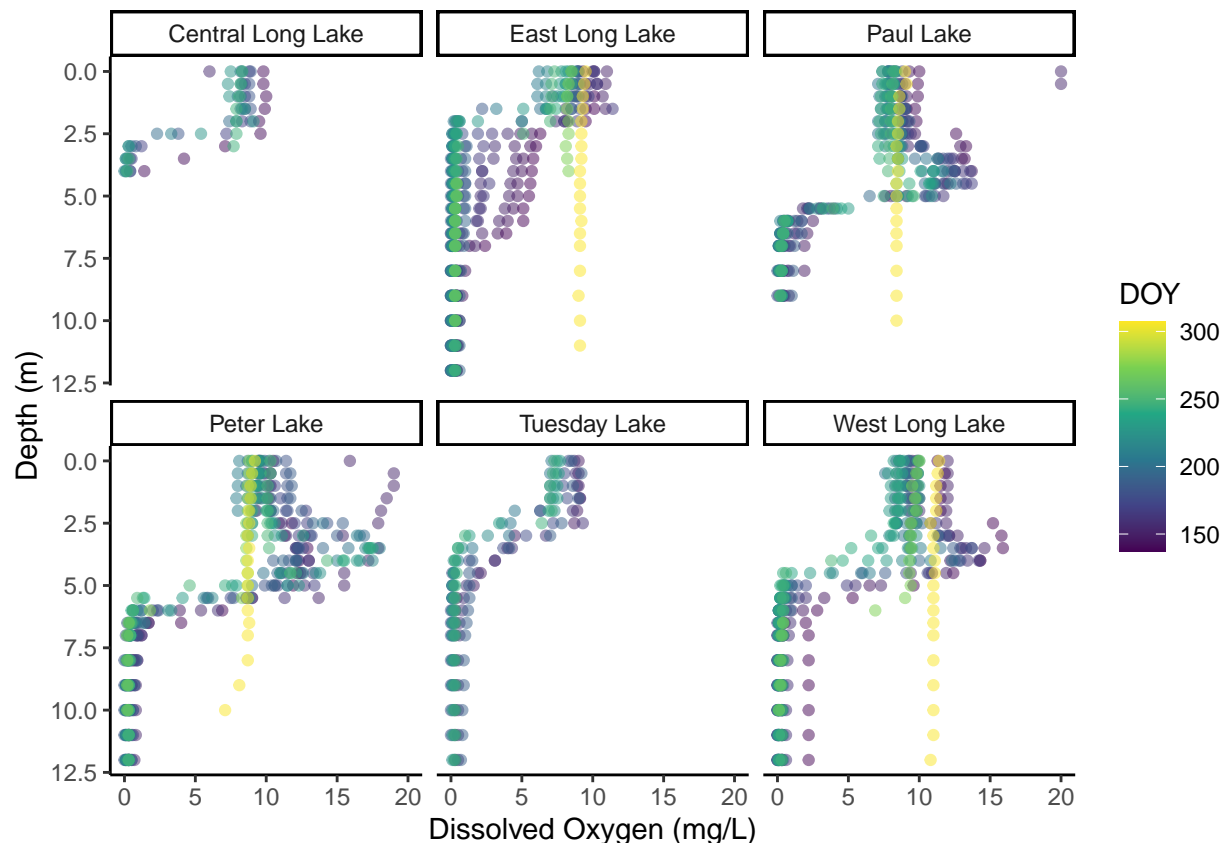 Central Long Lake
East Long Lake
Paul Lake
0.0
2.5
5.0
7.5
10.0
12.5
Peter Lake
Tuesday Lake
West Long Lake
0.0
2.5
5.0
7.5
10.0
12.5
0 5 10 15 20
0 5 10 15 20
0 5 10 15 20
Depth (m)
Dissolved Oxygen (mg/L)
DOY
300
250
200
150